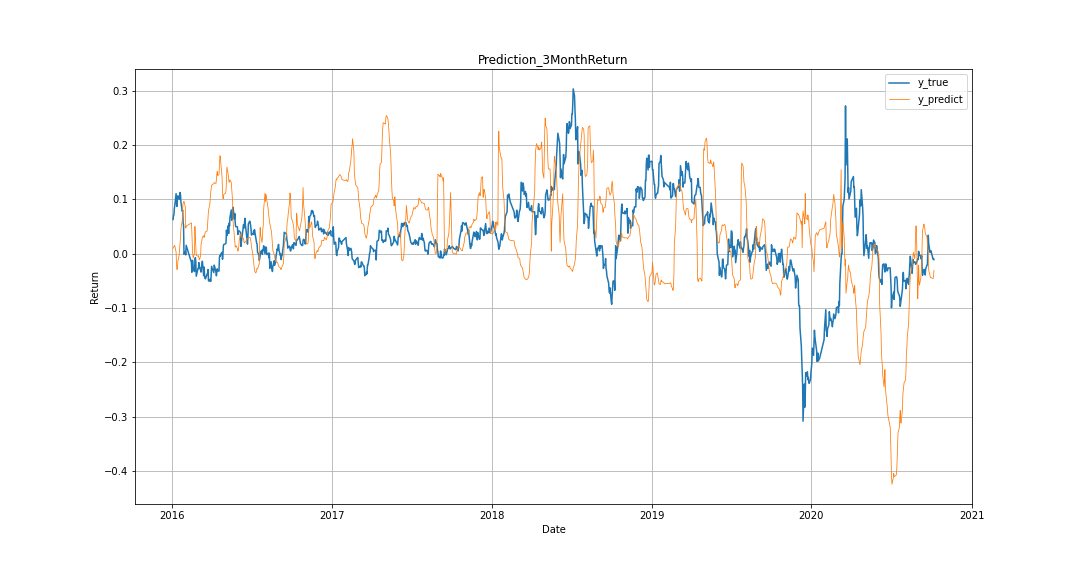 Prediction_3MonthReturn
y_true
y_predict
0.3
0.2
0.1
0.0
−0.1
−0.2
−0.3
−0.4
Return
2016 2017 2018 2019 2020 2021
Date